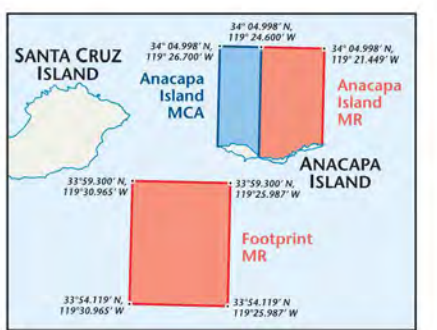 34° 04.998' N,
119° 24.600' W
34° 04.998' N,
119° 26.700' W
34° 04.998' N,
119° 21.449' W
SANTA CRUZ
ISLAND
Anacapa
Island
MCA
Anacapa
Island
MR
ANACAPA
ISLAND
33°59.300' N,
119°30.965' W
33°59.300' N,
119°25.987' W
Footprint
MR
33°54.119' N,
119°30.965' W
33°54.119' N
119°25.987' W